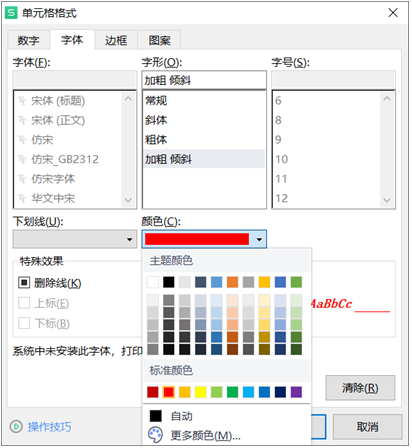 单元格格式
数字 字体 边框 图案
字体(F): 字形(O): 字号(S):
加粗 倾斜
宋体 (标题) 常规 6
宋体 (正文) 斜体 8
仿宋 粗体 9
仿宋_GB2312 加粗 倾斜 10
仿宋字体 11
华文中宋 12
下划线(U): 颜色(C):
主题颜色
特殊效果
删除线(K)
上标(E)
AaBbCc
下标(B)
系统中未安装此字体，打印
标准颜色
清除(R)
自动
操作技巧 更多颜色(M)... 取消